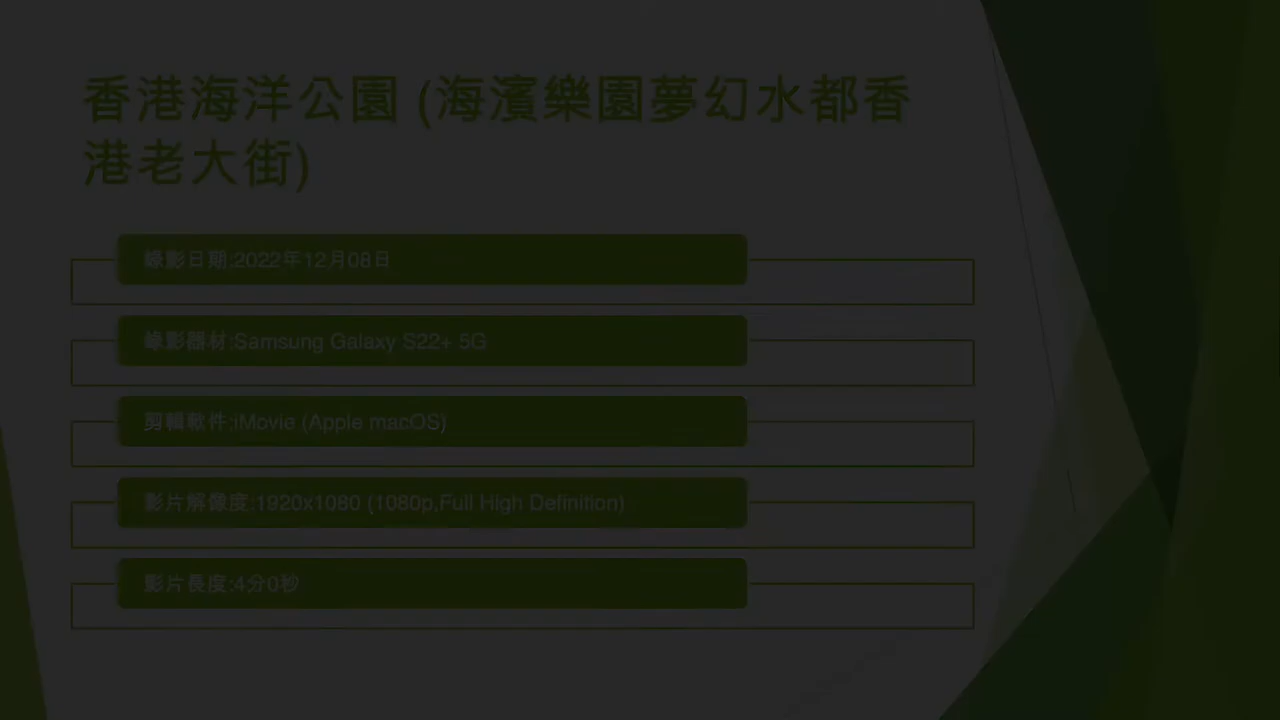 香港海洋公園 (海濱樂園夢幻水都香
港老大街)
錄影日期:2022年12月08日
錄影器材:Samsung Galaxy S22+ 5G
剪輯軟件:iMovie (Apple macOS)
影片解像度:1920x1080 (1080p,Full High Definition)
影片長度:4分0秒